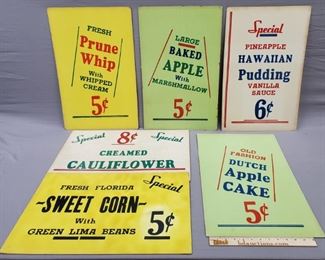 FRESH
Prune
Whip
With
WHIPPED
CREAM
5¢
LARGE
BAKED
APPLE
With
MARSHMALLOW
5¢
Special
PINEAPPLE
HAWAIIAN
Pudding
VANILLA
SAUCE
6¢
Special 8¢ Special
CREAMED
CAULIFLOWER
FRESH FLORIDA
~SWEET CORN~
With
GREEN LIMA BEANS
5¢
OLD
FASHION
DUTCH
Apple
CAKE
5¢